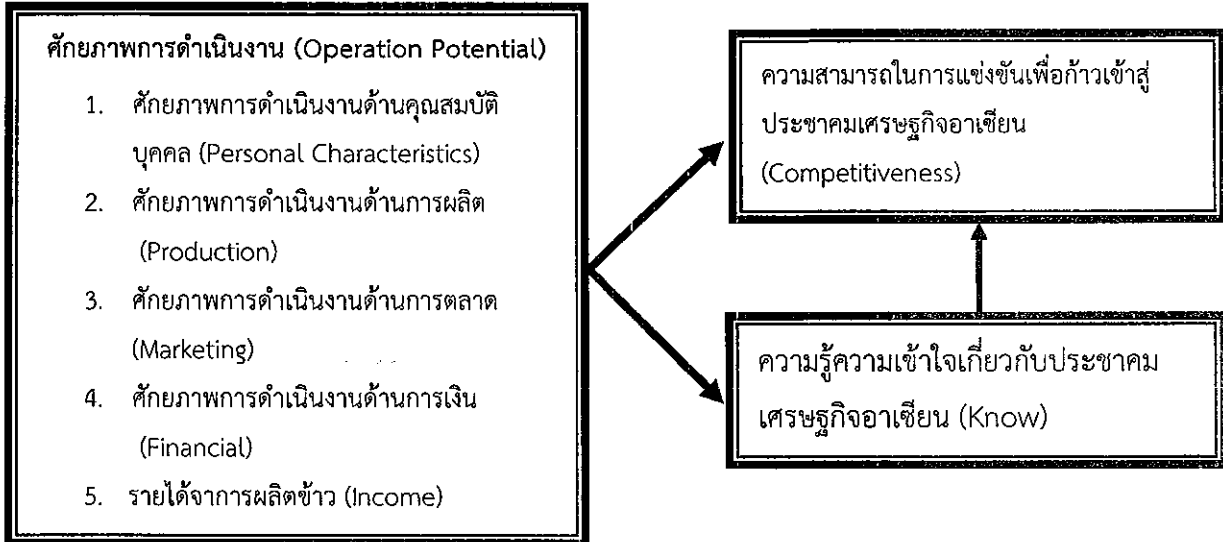 ศักยภาพการดำเนินงาน (Operation Potential)
1. ศักยภาพการดำเนินงานด้านคุณสมบัติ
บุคคล (Personal Characteristics)
2. ศักยภาพการดำเนินงานด้านการผลิต
(Production)
3. ศักยภาพการดำเนินงานด้านการตลาด
(Marketing)
4. ศักยภาพการดำเนินงานด้านการเงิน
(Financial)
5. รายได้จาการผลิตข้าว (Income)
ความสามารถในการแข่งขันเพื่อก้าวเข้าสู่
ประชาคมเศรษฐกิจอาเซียน
(Competitiveness)
ความรู้ความเข้าใจเกี่ยวกับประชาคม
เศรษฐกิจอาเซียน (Know)